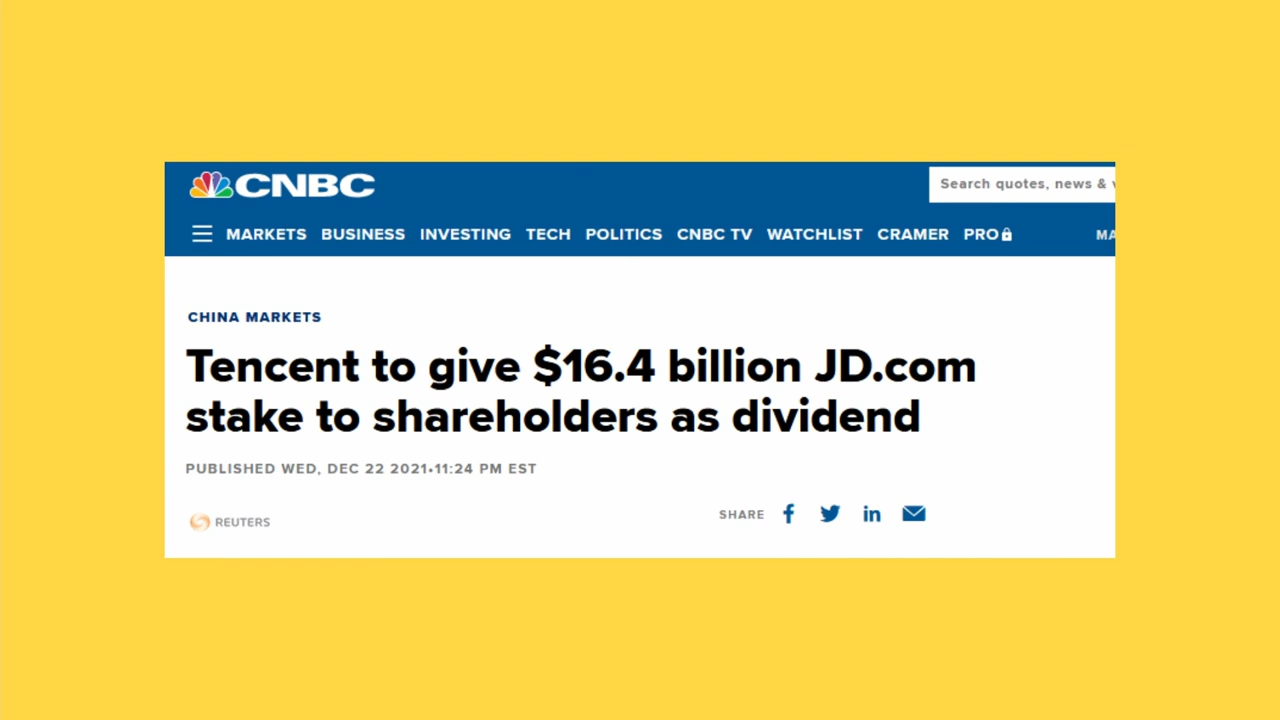 CNBC
Search quotes, news & v
MARKETS BUSINESS INVESTING TECH POLITICS CNBC TV WATCHLIST CRAMER PRO MA
CHINA MARKETS
Tencent to give $16.4 billion JD.com
stake to shareholders as dividend
PUBLISHED WED, DEC 22 2021•11:24 PM EST
REUTERS
SHARE